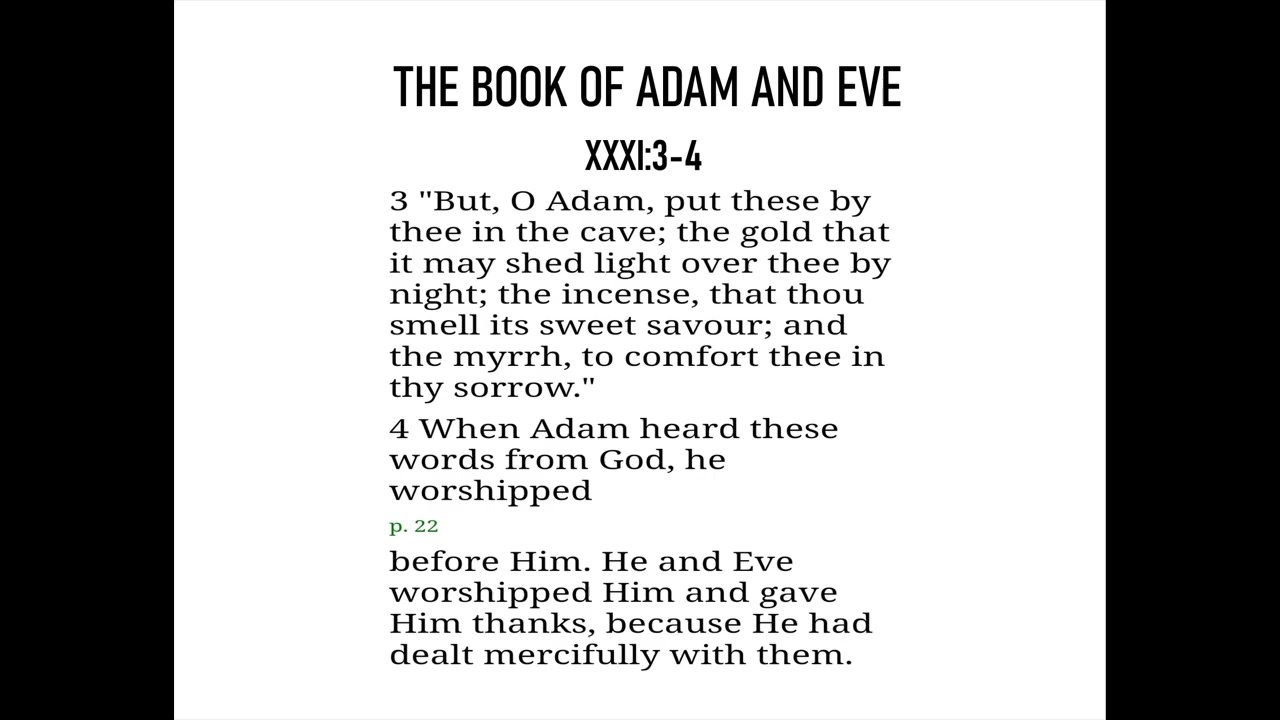 THE BOOK OF ADAM AND EVE
XXXI:3-4
3 "But, O Adam, put these by
thee in the cave; the gold that
it may shed light over thee by
night; the incense, that thou
smell its sweet savour; and
the myrrh, to comfort thee in
thy sorrow."
4 When Adam heard these
words from God, he
worshipped
p. 22
before Him. He and Eve
worshipped Him and gave
Him thanks, because He had
dealt mercifully with them.